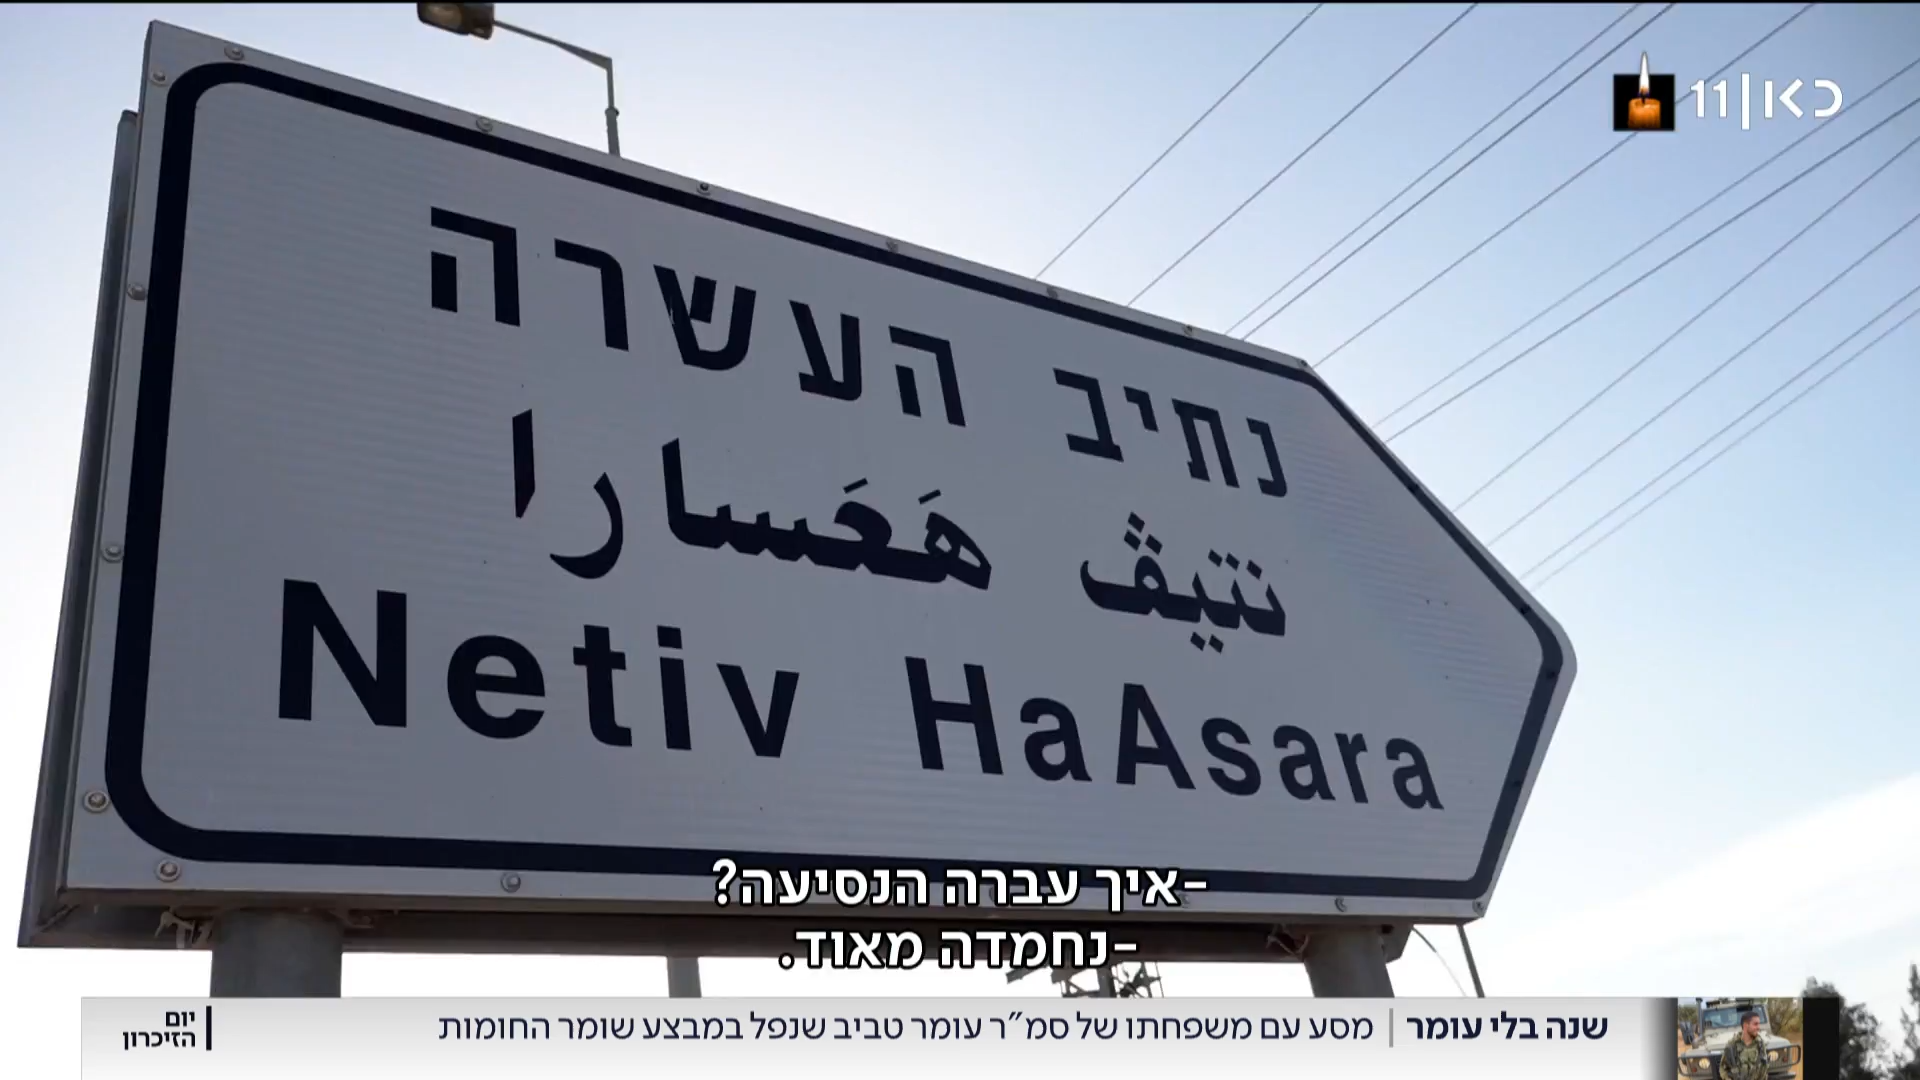 כאן|11
נתיב העשרה
نتيڤ هَعَسارا
Netiv HaAsara
-איך עברה הנסיעה?
-נחמדה מאוד.
שנה בלי עומר | מסע עם משפחתו של סמ״ר עומר טביב שנפל במבצע שומר החומות
יום
הזיכרון